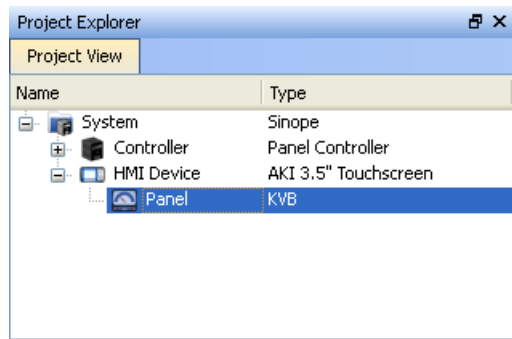 Project Explorer
Project View
Name Type
System Sinope
Controller Panel Controller
HMI Device AKI 3.5" Touchscreen
Panel KVB